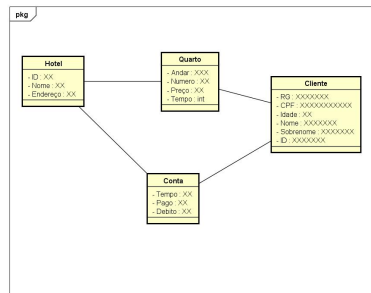 pkg
Hotel
- ID : XX
- Nome : XX
- Endereço : XX
Quarto
- Andar : XXX
- Numero : XX
- Preço : XX
- Tempo : int
Cliente
- RG : XXXXXXX
- CPF : XXXXXXXXXXX
- Idade : XX
- Nome : XXXXXXX
- Sobrenome : XXXXXXX
- ID : XXXXXXX
Conta
- Tempo : XX
- Pago : XX
- Debito : XX